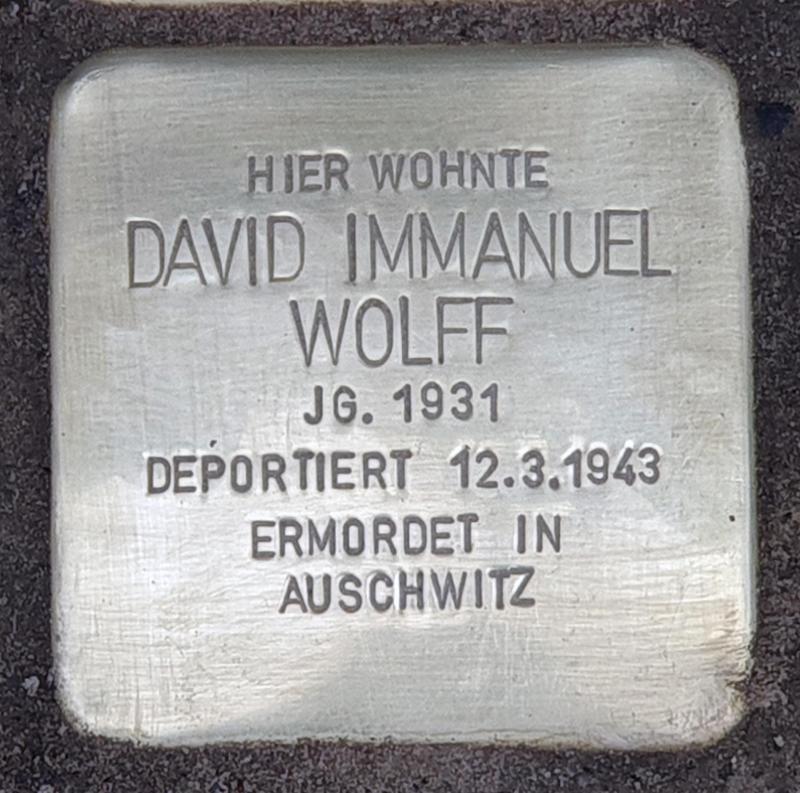 HIER WOHNTE
DAVID IMMANUEL
WOLFF
JG. 1931
DEPORTIERT 12.3.1943
ERMORDET IN
AUSCHWITZ